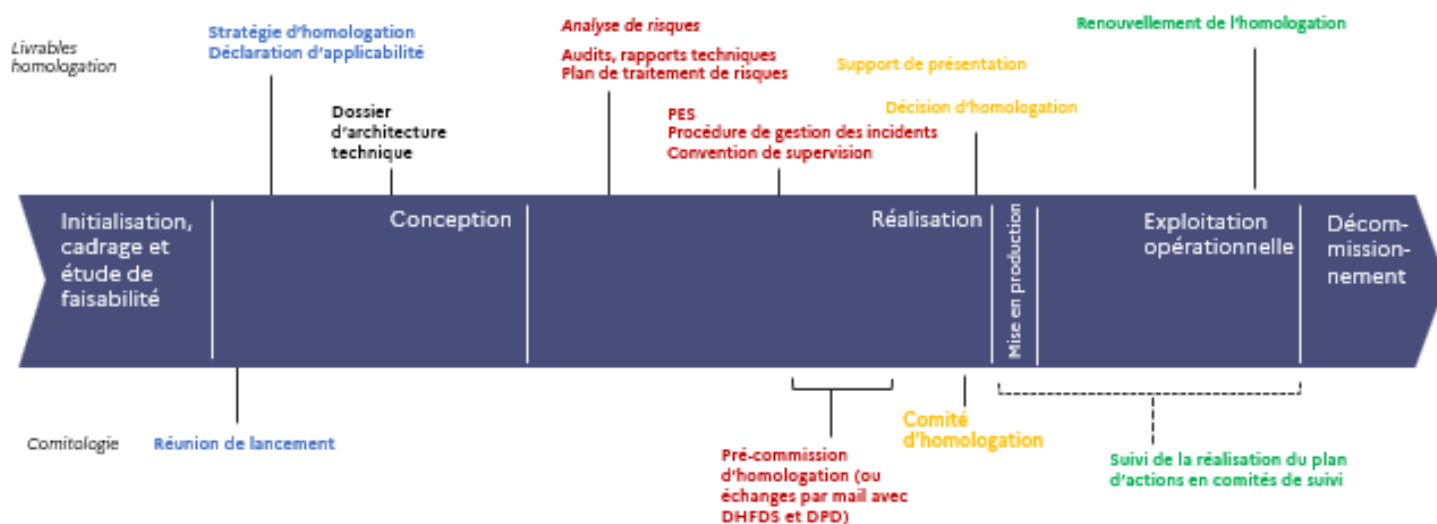 Livrables
homologation
Stratégie d'homologation
Déclaration d'applicabilité
Dossier
d'architecture
technique
Analyse de risques
Audits, rapports techniques
Plan de traitement de risques
PES
Procédure de gestion des incidents
Convention de supervision
Support de présentation
Décision d'homologation
Renouvellement de l'homologation
Initialisation,
cadrage et
étude de
faisabilité
Conception
Réalisation
Mise en production
Exploitation
opérationnelle
Décom-
mission-
nement
Comitologie
Réunion de lancement
Pré-commission
d'homologation (ou
échanges par mail avec
DHFDS et DPD)
Comité
d'homologation
Suivi de la réalisation du plan
d'actions en comités de suivi